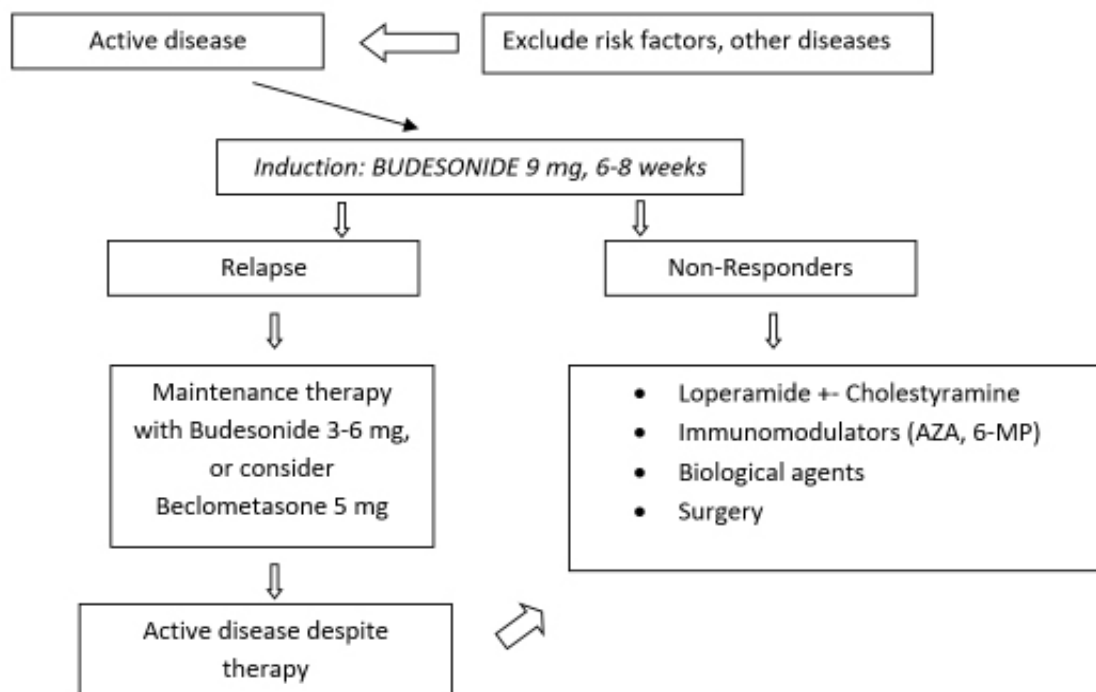 Active disease
Exclude risk factors, other diseases
Induction: BUDESONIDE 9 mg, 6-8 weeks
Relapse
Non-Responders
Maintenance therapy
with Budesonide 3-6 mg,
or consider
Beclometasone 5 mg
• Loperamide +- Cholestyramine
• Immunomodulators (AZA, 6-MP)
• Biological agents
• Surgery
Active disease despite
therapy